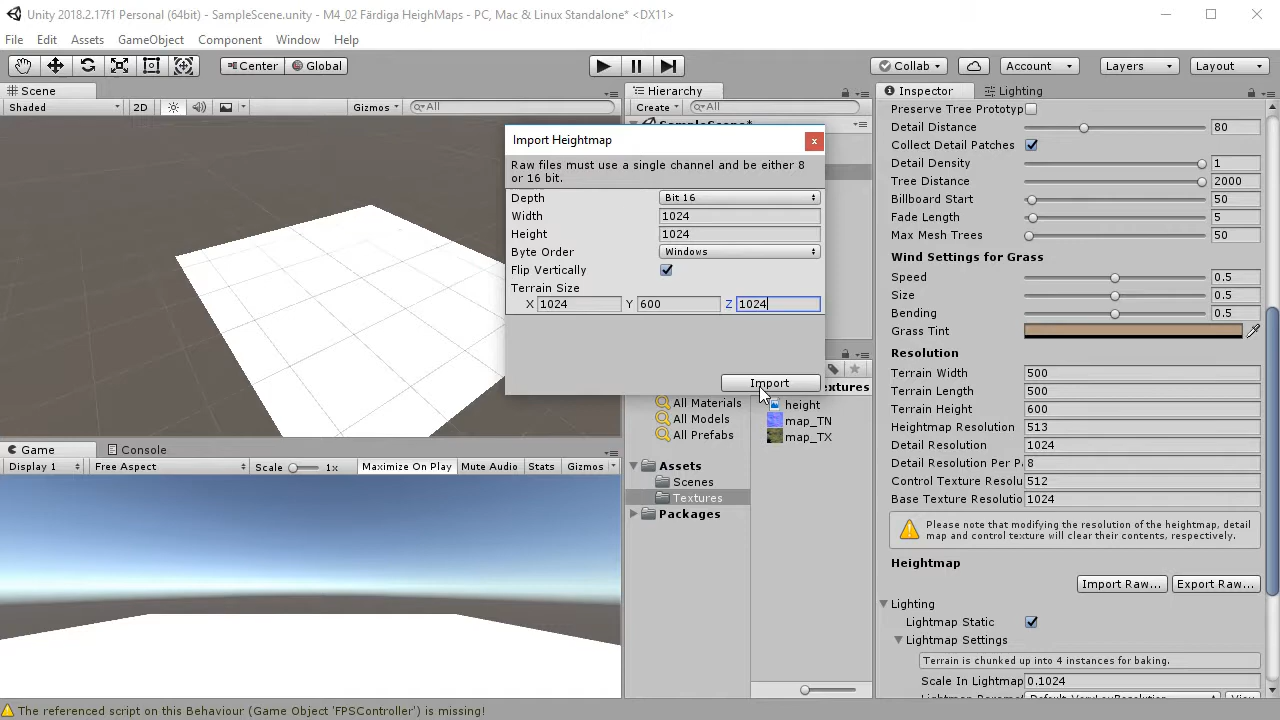 Unity 2018.2.17f1 Personal (64bit) - SampleScene.unity - M4_02 Färdiga HeighMaps - PC, Mac & Linux Standalone* <DX11>
File Edit Assets GameObject Component Window Help
Center Global Collab Account Layers Layout
Scene
Shaded 2D Gizmos All
Game Console
Display 1 Free Aspect Scale 1x Maximize On Play Mute Audio Stats Gizmos
Hierarchy
Create All
SampleScene*
Import Heightmap x
Raw files must use a single channel and be either 8
or 16 bit.
Depth Bit 16
Width 1024
Height 1024
Byte Order Windows
Flip Vertically
Terrain Size
X 1024 Y 600 Z 1024
Import
All Materials
All Models
All Prefabs
Assets
Scenes
Textures
Packages
height
map_TN
map_TX
Inspector Lighting
Preserve Tree Prototyp
Detail Distance 80
Collect Detail Patches
Detail Density 1
Tree Distance 2000
Billboard Start 50
Fade Length 5
Max Mesh Trees 50
Wind Settings for Grass
Speed 0.5
Size 0.5
Bending 0.5
Grass Tint
Resolution
Terrain Width 500
Terrain Length 500
Terrain Height 600
Heightmap Resolution 513
Detail Resolution 1024
Detail Resolution Per P 8
Control Texture Resolu 512
Base Texture Resolutio 1024
Please note that modifying the resolution of the heightmap, detail
map and control texture will clear their contents, respectively.
Heightmap
Import Raw... Export Raw...
Lighting
Lightmap Static
Lightmap Settings
Terrain is chunked up into 4 instances for baking.
Scale In Lightmap 0.1024
The referenced script on this Behaviour (Game Object 'FPSController') is missing!